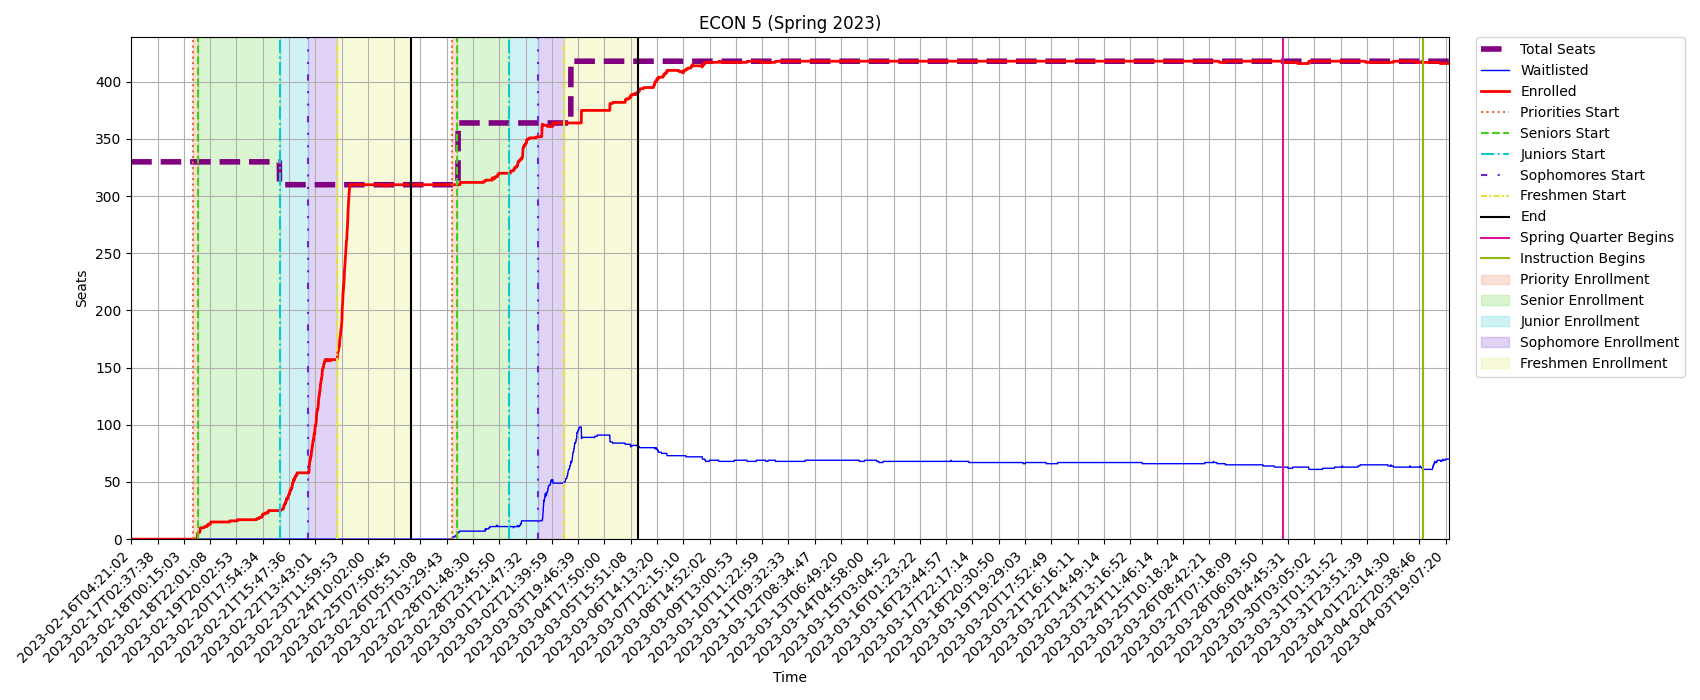 ECON 5 (Spring 2023)
Seats
400
350
300
250
200
150
100
50
0
2023-02-16T04:21:02
2023-02-17T02:37:38
2023-02-18T00:15:03
2023-02-18T22:01:08
2023-02-19T20:02:53
2023-02-20T17:54:34
2023-02-21T15:47:36
2023-02-22T13:43:01
2023-02-23T11:59:53
2023-02-24T10:02:00
2023-02-25T07:50:45
2023-02-26T05:51:08
2023-02-27T03:29:43
2023-02-28T01:48:30
2023-02-28T23:45:50
2023-03-01T21:47:32
2023-03-02T21:39:59
2023-03-03T19:46:39
2023-03-04T17:50:00
2023-03-05T15:51:08
2023-03-06T14:13:20
2023-03-07T12:15:10
2023-03-08T14:52:02
2023-03-09T13:00:53
2023-03-10T11:22:59
2023-03-11T09:32:33
2023-03-12T08:34:47
2023-03-13T06:49:20
2023-03-14T04:58:00
2023-03-15T03:04:52
2023-03-16T01:23:22
2023-03-16T23:44:57
2023-03-17T22:17:14
2023-03-18T20:30:50
2023-03-19T19:29:03
2023-03-20T17:52:49
2023-03-21T16:16:11
2023-03-22T14:49:14
2023-03-23T13:16:52
2023-03-24T11:46:14
2023-03-25T10:18:24
2023-03-26T08:42:21
2023-03-27T07:18:09
2023-03-28T06:03:50
2023-03-29T04:45:31
2023-03-30T03:05:02
2023-03-31T01:31:52
2023-03-31T23:51:39
2023-04-01T22:14:30
2023-04-02T20:38:46
2023-04-03T19:07:20
Time
Total Seats
Waitlisted
Enrolled
Priorities Start
Seniors Start
Juniors Start
Sophomores Start
Freshmen Start
End
Spring Quarter Begins
Instruction Begins
Priority Enrollment
Senior Enrollment
Junior Enrollment
Sophomore Enrollment
Freshmen Enrollment